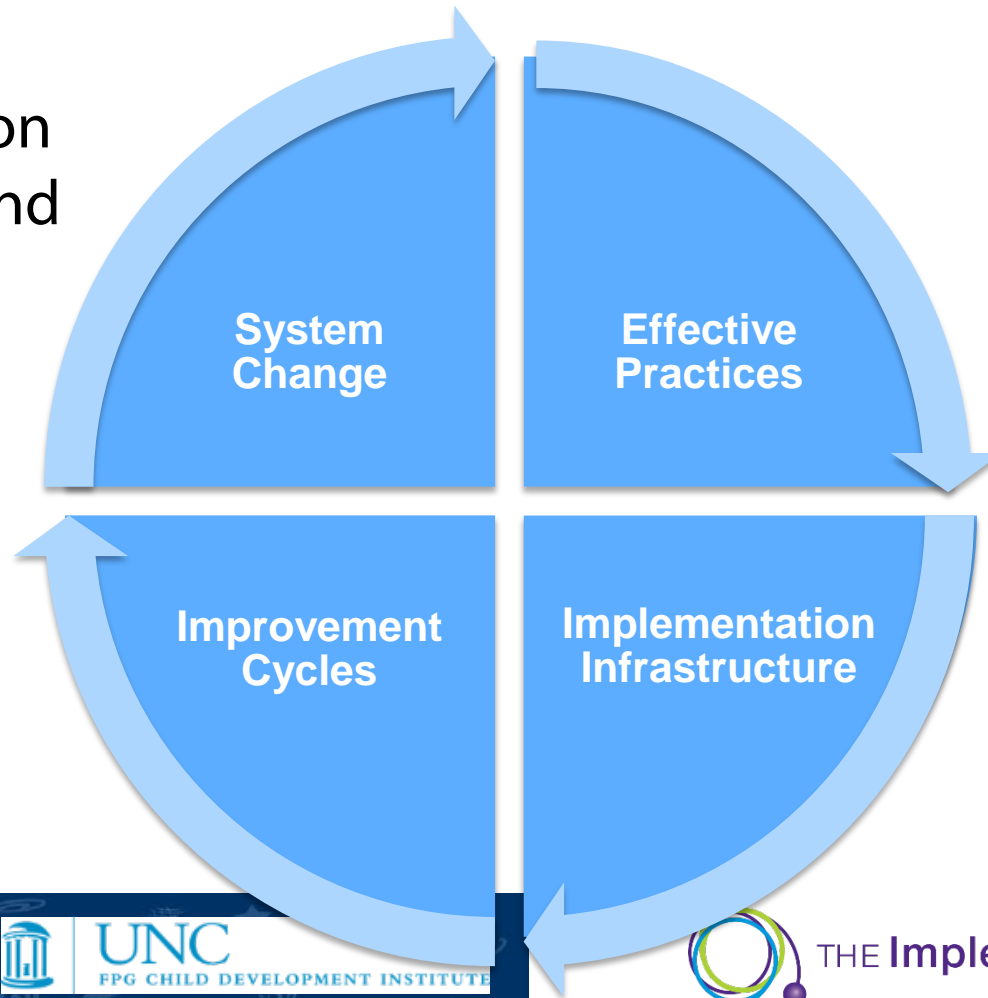 on
nd
System
Change
Effective
Practices
Improvement
Cycles
Implementation
Infrastructure
UNC
FPG CHILD DEVELOPMENT INSTITUTE
THE Imple